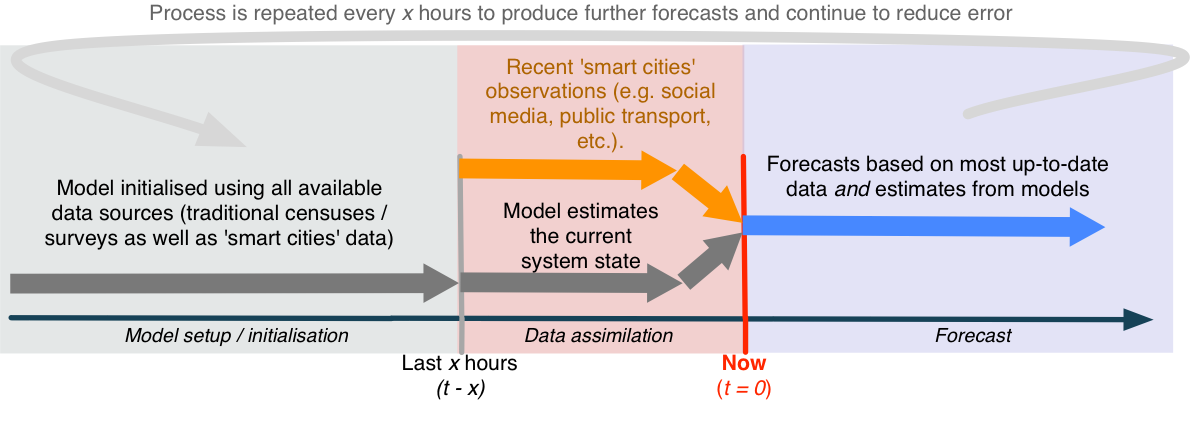 Process is repeated every x hours to produce further forecasts and continue to reduce error
Recent 'smart cities'
observations (e.g. social
media, public transport,
etc.).
Model initialised using all available
data sources (traditional censuses /
surveys as well as 'smart cities' data)
Model estimates
the current
system state
Forecasts based on most up-to-date
data and estimates from models
Model setup / initialisation
Data assimilation
Forecast
Last x hours
(t - x)
Now
(t = 0)